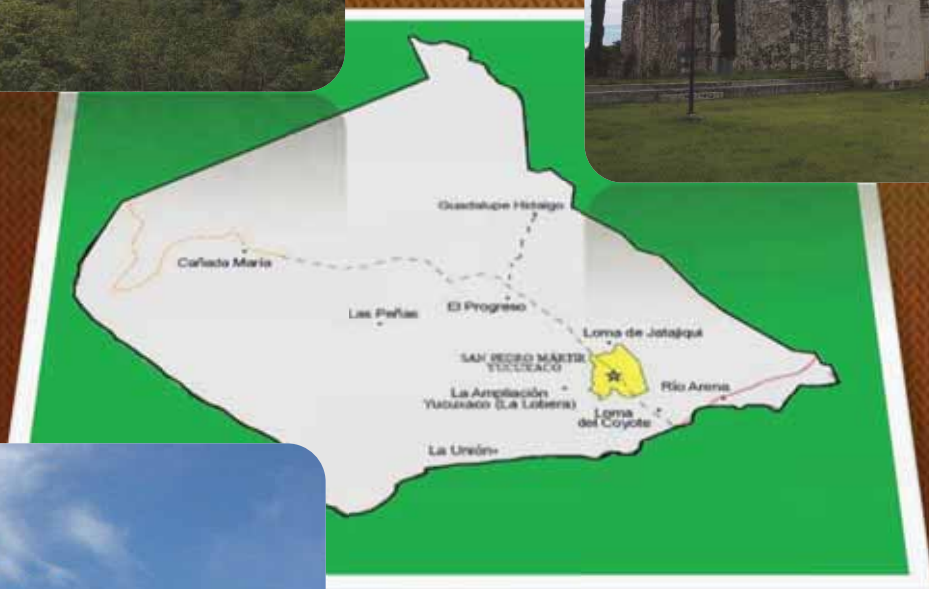 Guadalupe Hidalgo
Cañada María
El Progreso
Las Peñas
Loma de Jatajiqui
SAN PEDRO MÁRTIR
YUCUXACO
Río Arena
La Ampliación
Yucuxaco (La Lobera)
Loma
del Coyote
La Unión